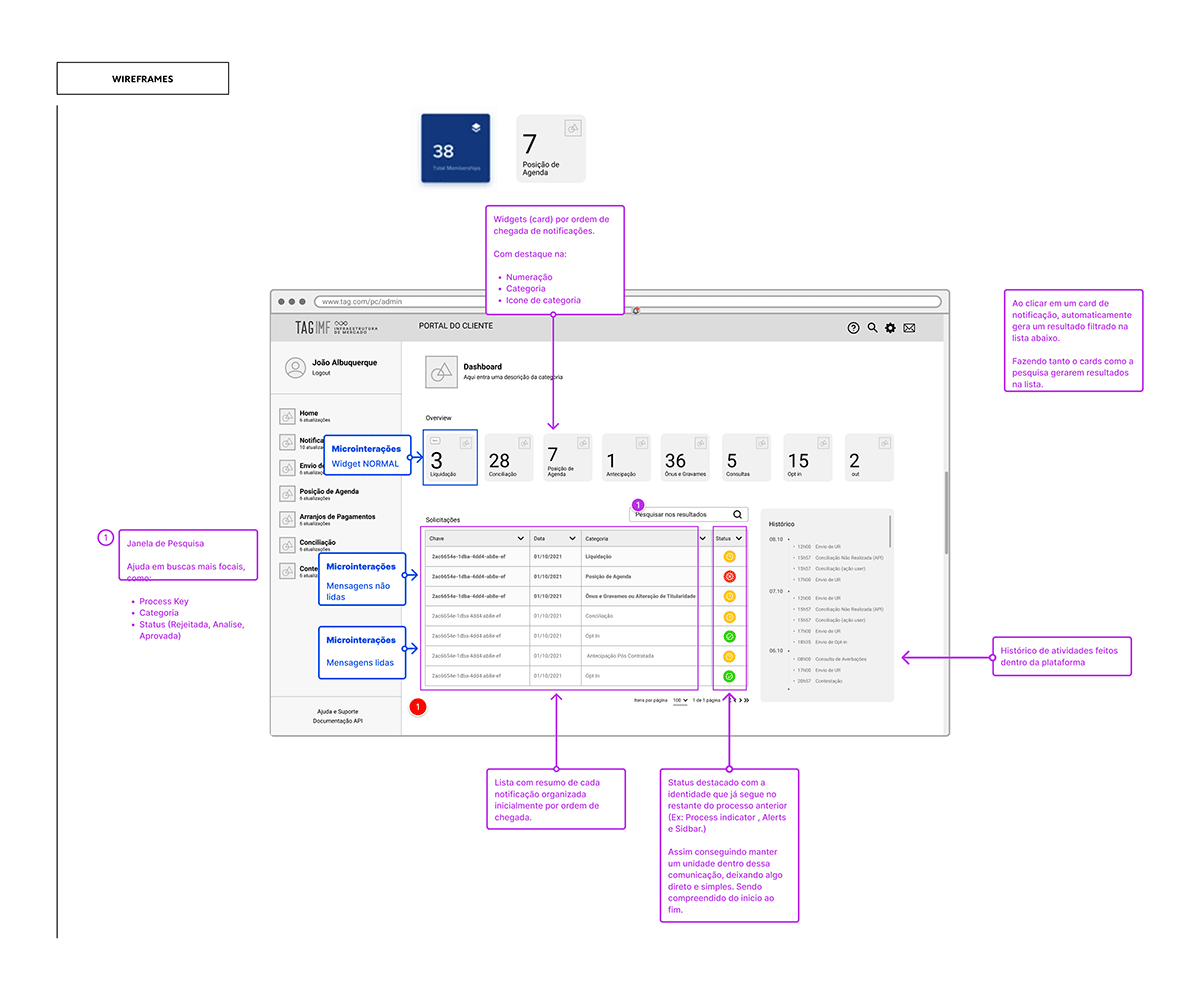 WIREFRAMES
38
Total Memberships
7
Posição de
Agenda
Widgets (card) por ordem de
chegada de notificações.
Com destaque na:
• Numeração
• Categoria
• Icone de categoria
www.tag.com/pc/admin
TAG IMF INFRAESTRUTURA
DE MERCADO
PORTAL DO CLIENTE
Ao clicar em um card de
notificação, automaticamente
gera um resultado filtrado na
lista abaixo.
Fazendo tanto o cards como a
pesquisa gerarem resultados
na lista.
João Albuquerque
Logout
Dashboard
Aqui entra uma descrição da categoria
Home
6 atualizações
Notifica
10 atualiza
Envio de
6 atualiz
Posição de Agenda
6 atualizações
Arranjos de Pagamentos
6 atualizações
Conciliação
6 atualizações
Conte
6 atualiz
Ajuda e Suporte
Documentação API
Overview
Microinterações
Widget NORMAL
3
Liquidação
28
Conciliação
7
Posição de
Agenda
1
Antecipação
36
Ônus e Gravames
5
Consultas
15
Opt in
2
out
1
Pesquisar nos resultados
Solicitações
Chave Data Categoria Status
2ac6654e-1dba-4dd4-ab8e-ef 01/10/2021 Liquidação
2ac6654e-1dba-4dd4-ab8e-ef 01/10/2021 Posição de Agenda
2ac6654e-1dba-4dd4-ab8e-ef 01/10/2021 Ônus e Gravames ou Alteração de Titularidade
2ac6654e-1dba-4dd4-ab8e-ef 01/10/2021 Conciliação
2ac6654e-1dba-4dd4-ab8e-ef 01/10/2021 Opt In
2ac6654e-1dba-4dd4-ab8e-ef 01/10/2021 Antecipação Pós Contratada
2ac6654e-1dba-4dd4-ab8e-ef 01/10/2021 Opt In
Itens por página 100 1 de 1 página
Histórico
08.10
• 12h00 Envio de UR
• 15h57 Conciliação Não Realizada (API)
• 15h57 Conciliação (ação user)
• 17h00 Envio de UR
07.10
• 12h00 Envio de UR
• 15h57 Conciliação Não Realizada (API)
• 15h57 Conciliação (ação user)
• 17h00 Envio de UR
• 18h35 Envio de Opt in
06.10
• 08h00 Consulta de Averbações
• 17h00 Envio de UR
• 20h57 Contestação
1
Janela de Pesquisa
Ajuda em buscas mais focais,
como:
• Process Key
• Categoria
• Status (Rejeitada, Analise,
Aprovada)
Microinterações
Mensagens não
lidas
Microinterações
Mensagens lidas
1
Histórico de atividades feitos
dentro da plataforma
Lista com resumo de cada
notificação organizada
inicialmente por ordem de
chegada.
Status destacado com a
identidade que já segue no
restante do processo anterior
(Ex: Process indicator , Alerts
e Sidbar.)
Assim conseguindo manter
um unidade dentro dessa
comunicação, deixando algo
direto e simples. Sendo
compreendido do inicio ao
fim.